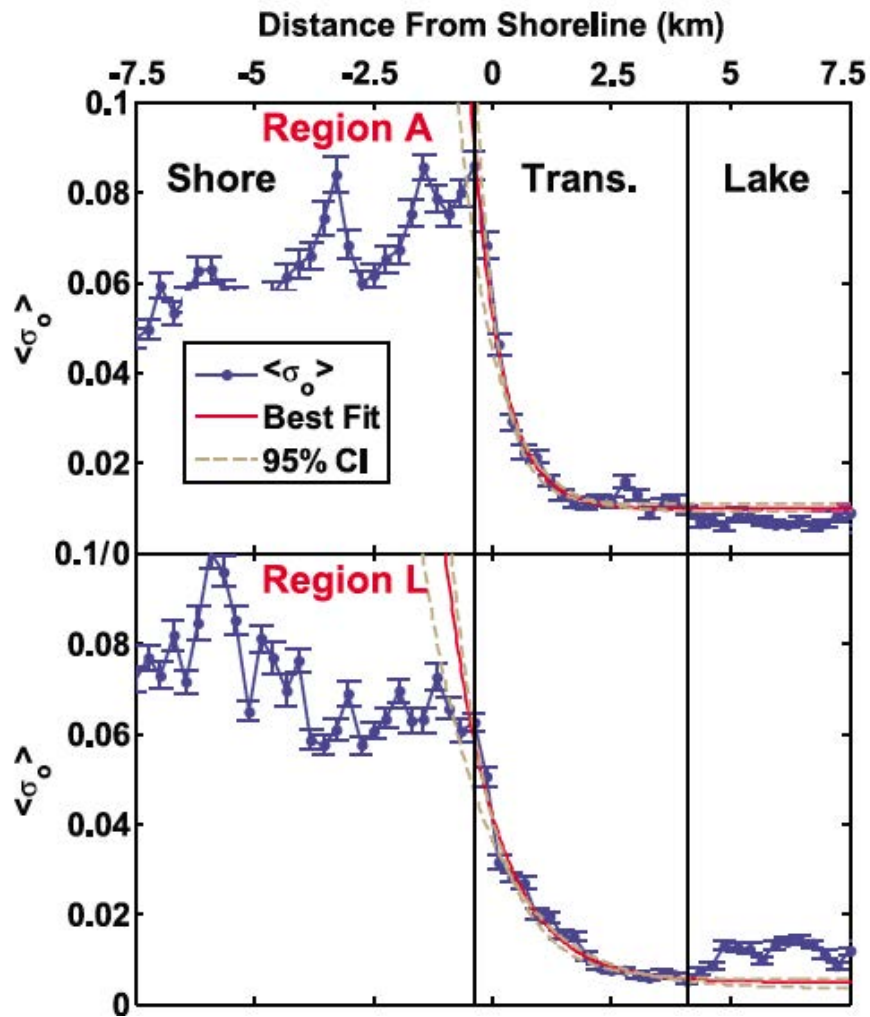 Distance From Shoreline (km)
-7.5 -5 -2.5 0 2.5 5 7.5
0.1
Region A
Shore Trans. Lake
0.08
0.06
<σo>
0.04
0.02
<σo>
Best Fit
95% CI
0.1/0
Region L
0.08
0.06
<σo>
0.04
0.02
0